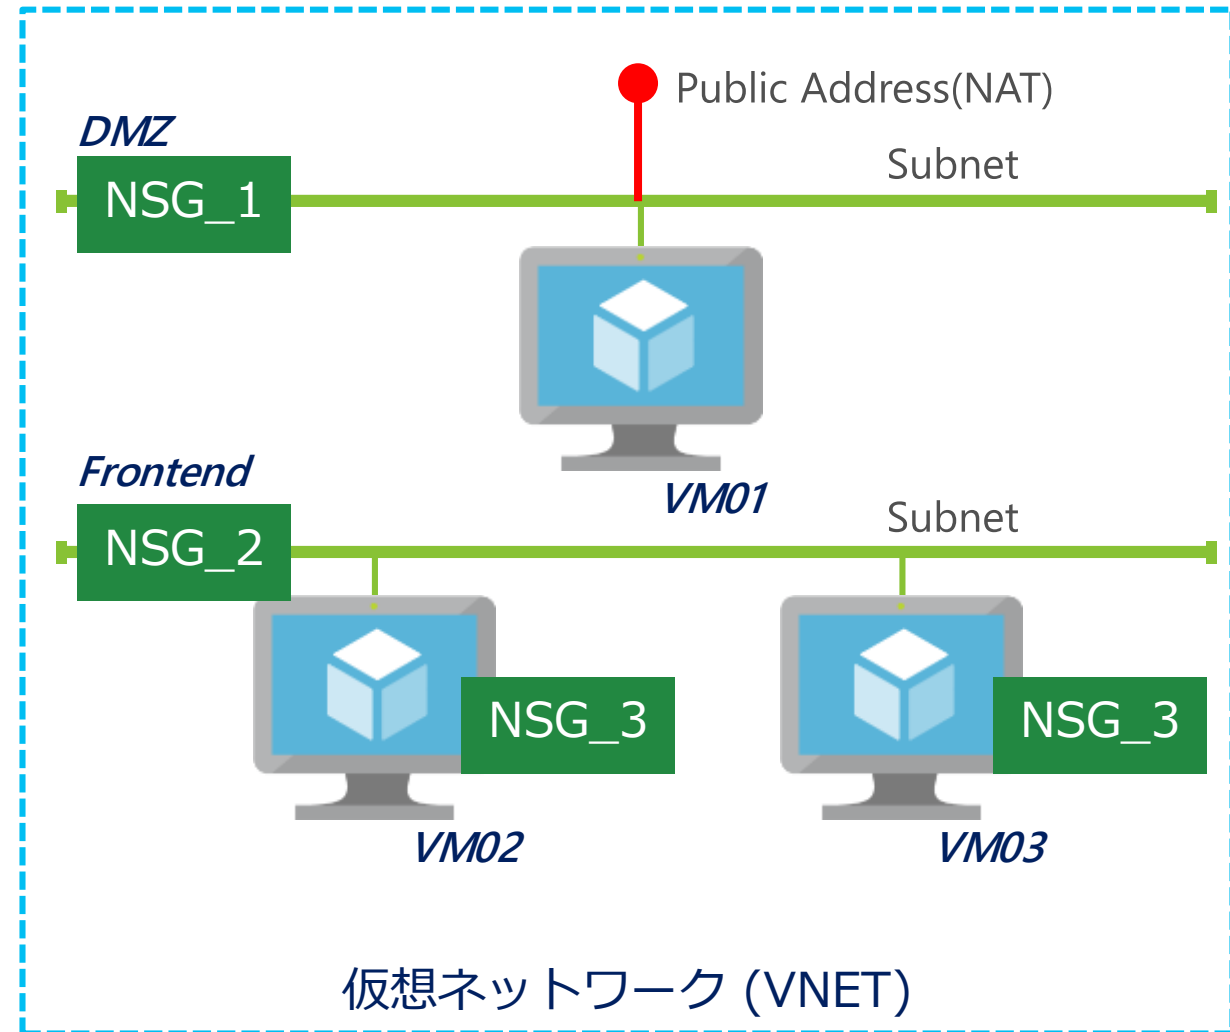 Public Address(NAT)
DMZ
Subnet
NSG_1
VM01
Frontend
Subnet
NSG_2
NSG_3
NSG_3
VM02
VM03
仮想ネットワーク (VNET)